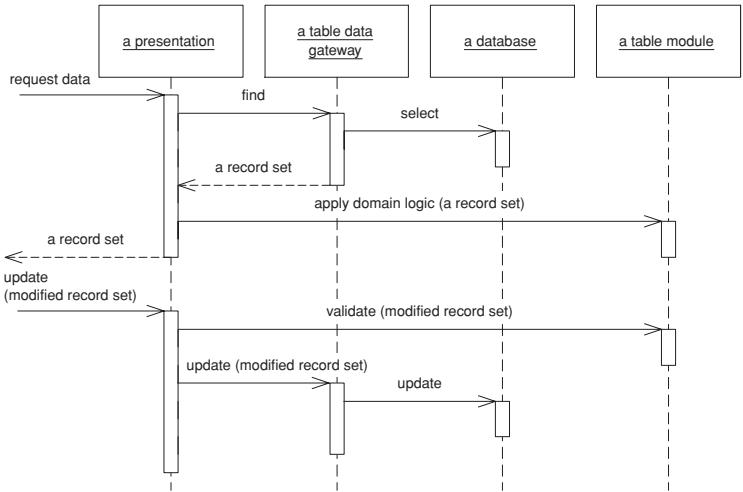 a presentation
a table data
gateway
a database
a table module
request data
find
select
a record set
apply domain logic (a record set)
a record set
update
(modified record set)
validate (modified record set)
update (modified record set)
update